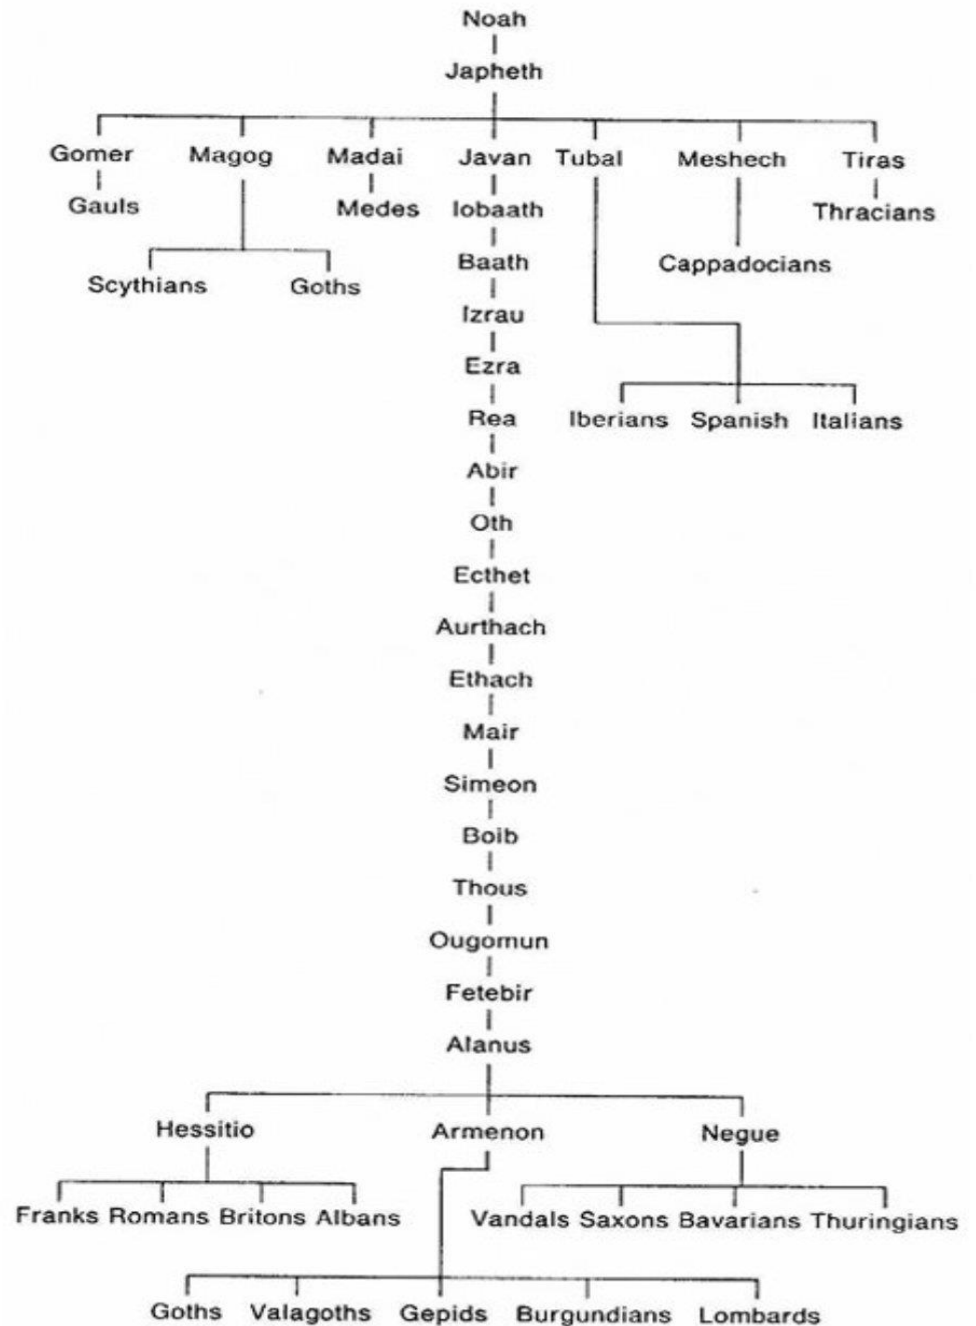 Noah
Japheth
Gomer Magog Madai Javan Tubal Meshech Tiras
Gauls Medes Iobaath Thracians
Baath Cappadocians
Scythians Goths
Izrau
Ezra
Rea Iberians Spanish Italians
Abir
Oth
Ecthet
Aurthach
Ethach
Mair
Simeon
Boib
Thous
Ougomun
Fetebir
Alanus
Hessitio Armenon Negue
Franks Romans Britons Albans Vandals Saxons Bavarians Thuringians
Goths Valagoths Gepids Burgundians Lombards